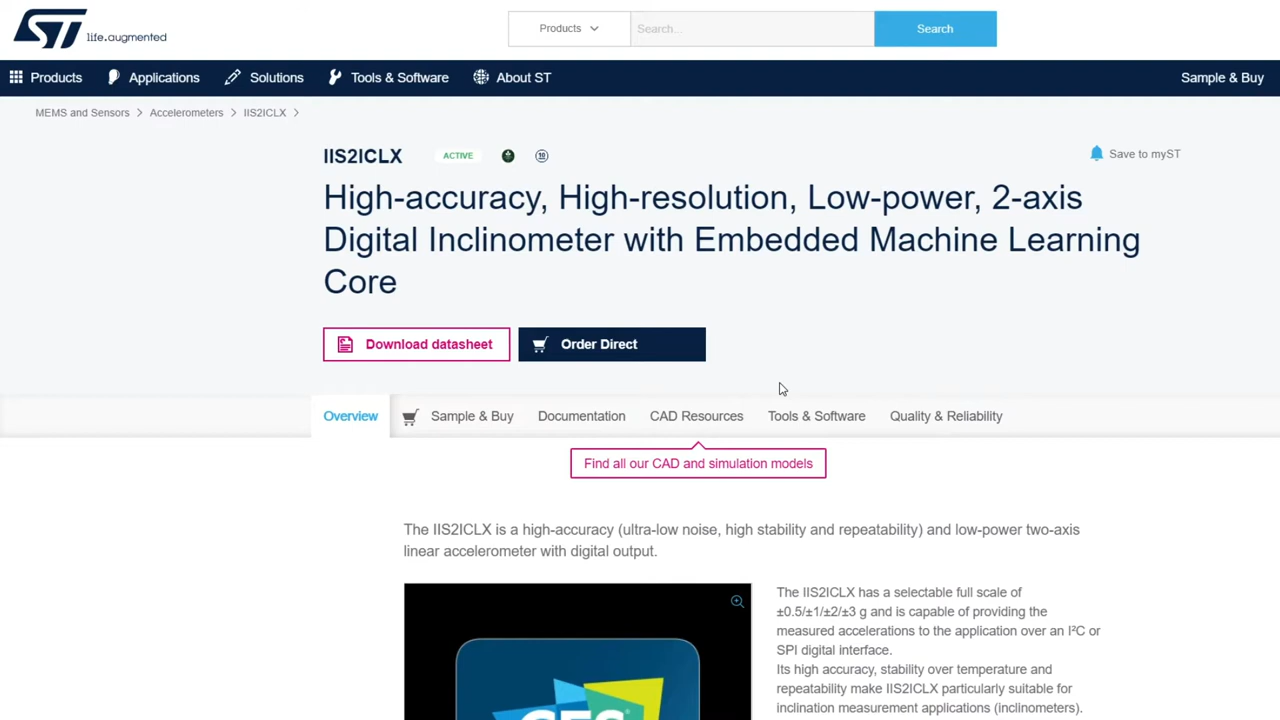 ST life.augmented
Products
Search...
Search
Products
Applications
Solutions
Tools & Software
About ST
Sample & Buy
MEMS and Sensors > Accelerometers > IIS2ICLX >
IIS2ICLX
ACTIVE
10
Save to myST
High-accuracy, High-resolution, Low-power, 2-axis
Digital Inclinometer with Embedded Machine Learning
Core
Download datasheet
Order Direct
Overview
Sample & Buy
Documentation
CAD Resources
Tools & Software
Quality & Reliability
Find all our CAD and simulation models
The IIS2ICLX is a high-accuracy (ultra-low noise, high stability and repeatability) and low-power two-axis
linear accelerometer with digital output.
The IIS2ICLX has a selectable full scale of
±0.5/±1/±2/±3 g and is capable of providing the
measured accelerations to the application over an I²C or
SPI digital interface.
Its high accuracy, stability over temperature and
repeatability make IIS2ICLX particularly suitable for
inclination measurement applications (inclinometers).